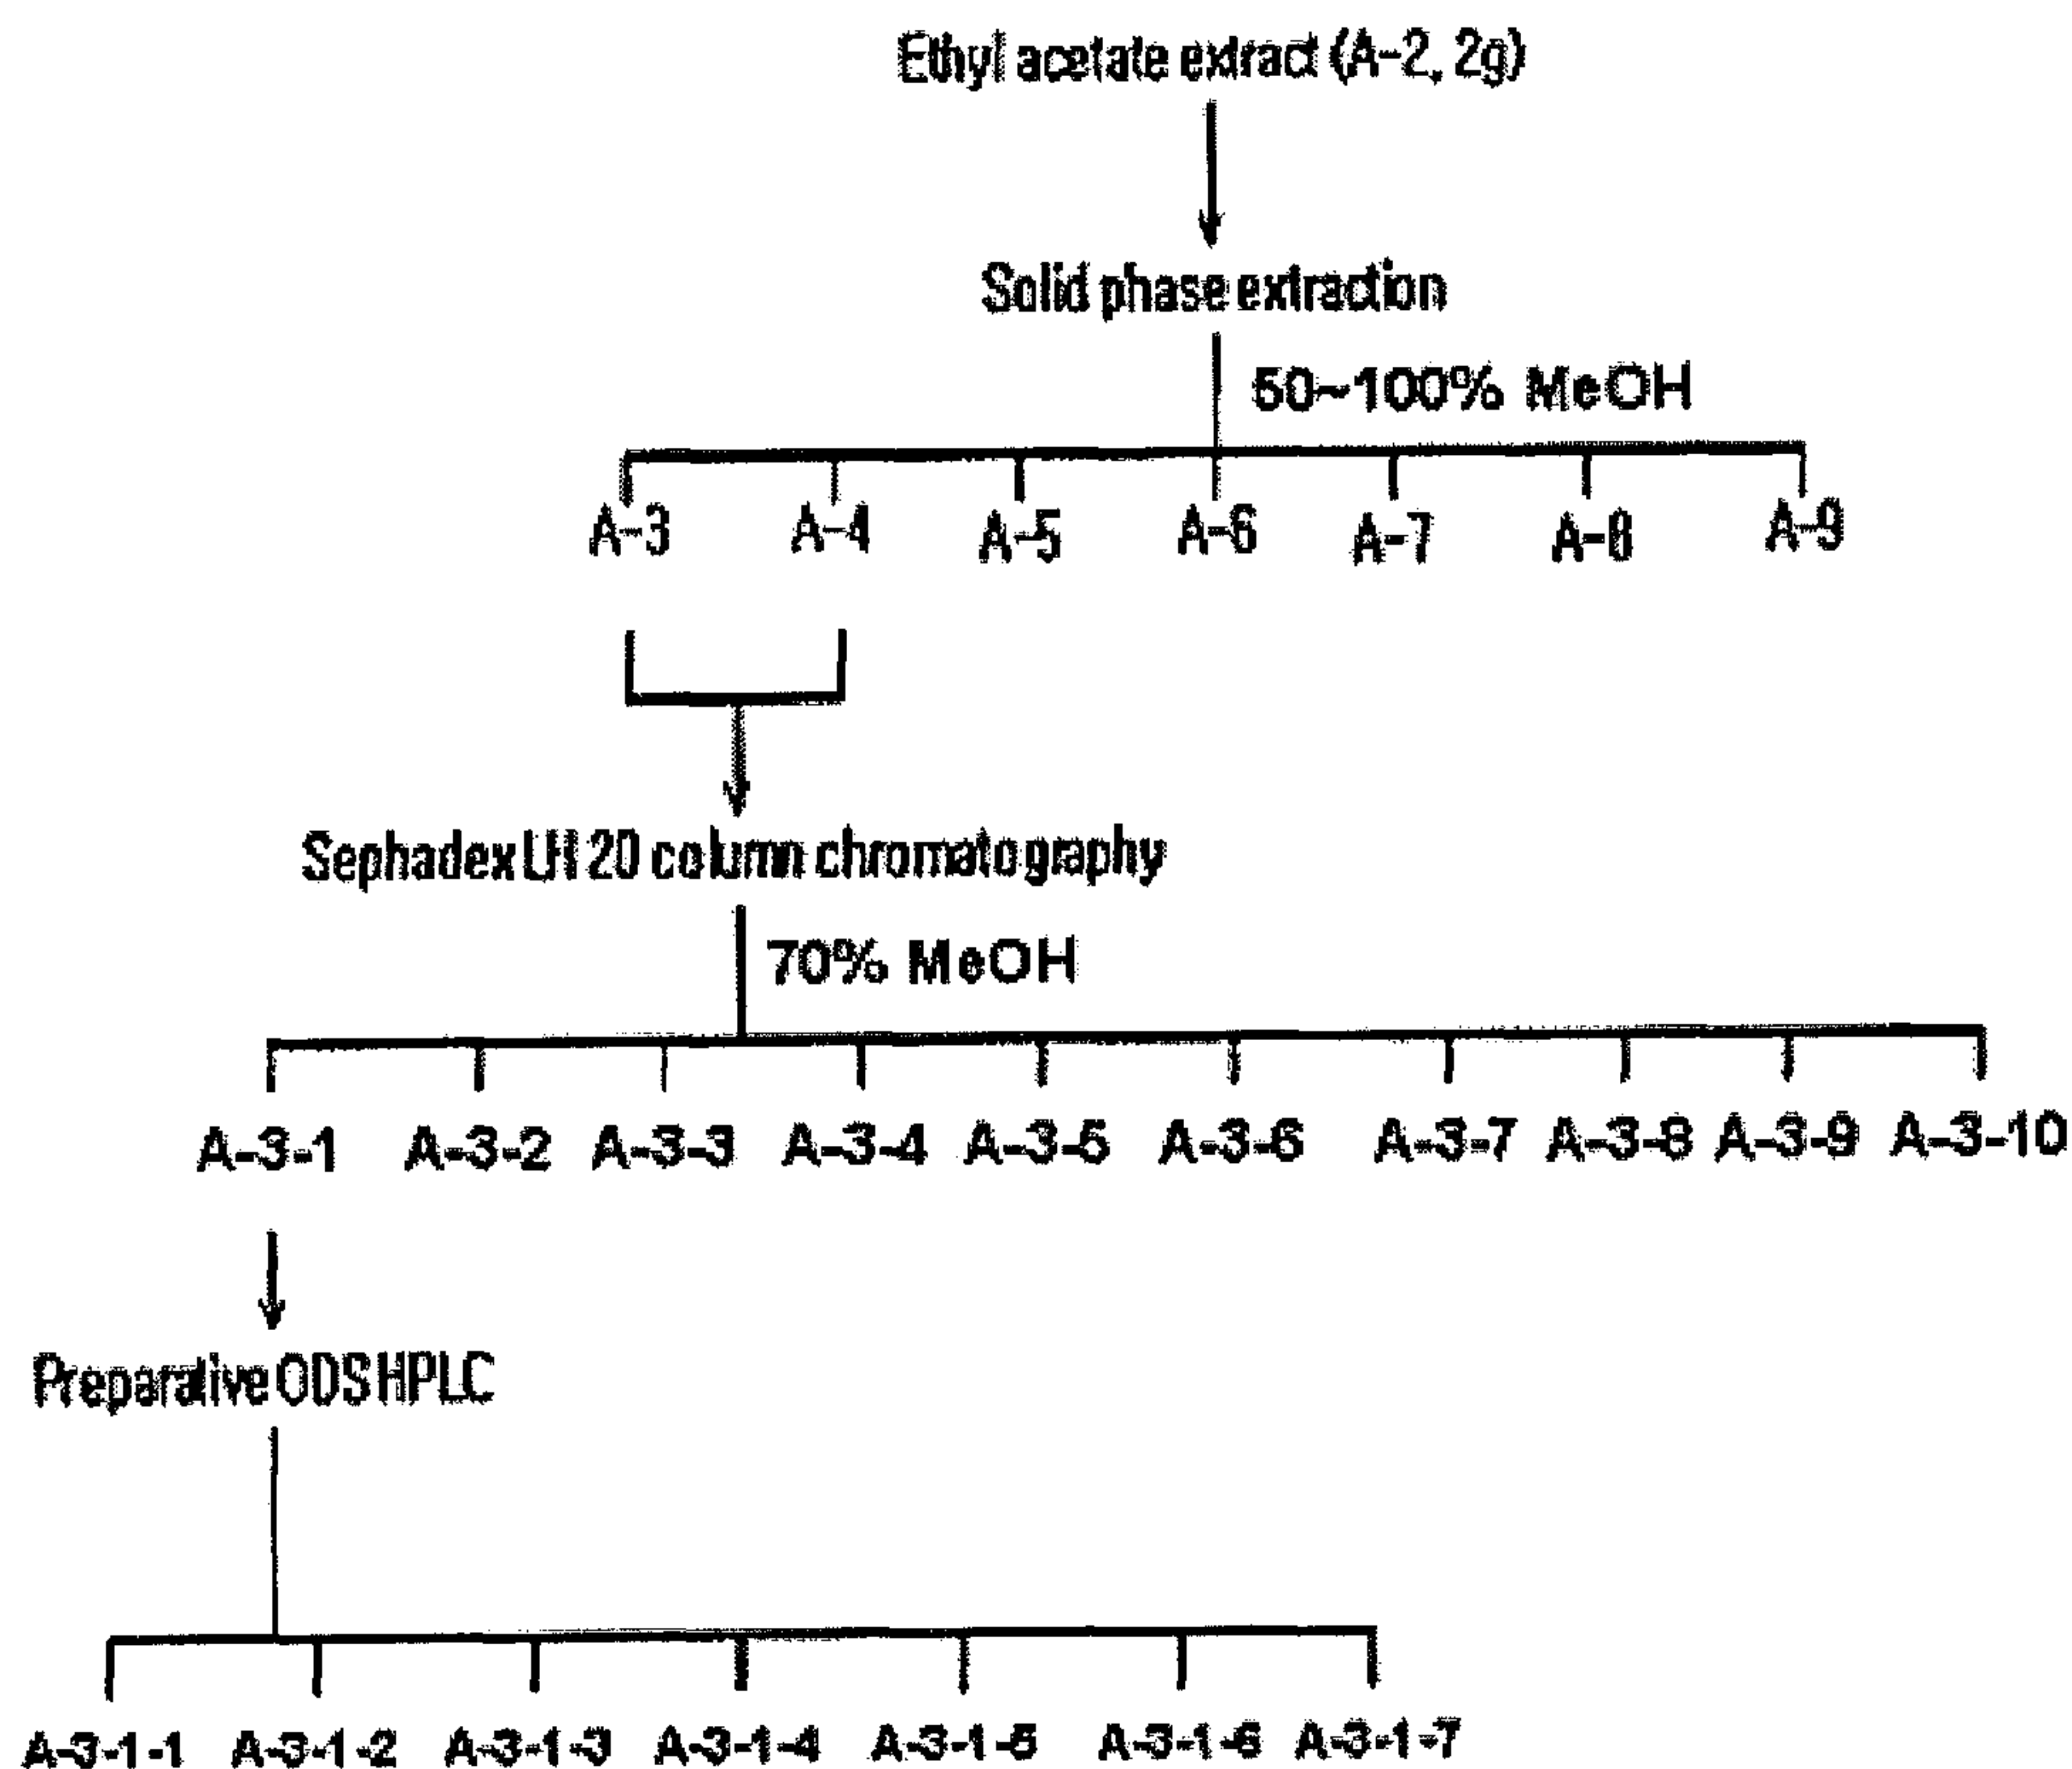 Ethyl acetate extract (A-2, 2g)
Solid phase extraction
50~100% MeOH
A-3 A-4 A-5 A-6 A-7 A-8 A-9
Sephadex LH 20 column chromatography
70% MeOH
A-3-1 A-3-2 A-3-3 A-3-4 A-3-5 A-3-6 A-3-7 A-3-8 A-3-9 A-3-10
Preparative ODS HPLC
A-3-1-1 A-3-1-2 A-3-1-3 A-3-1-4 A-3-1-5 A-3-1-6 A-3-1-7